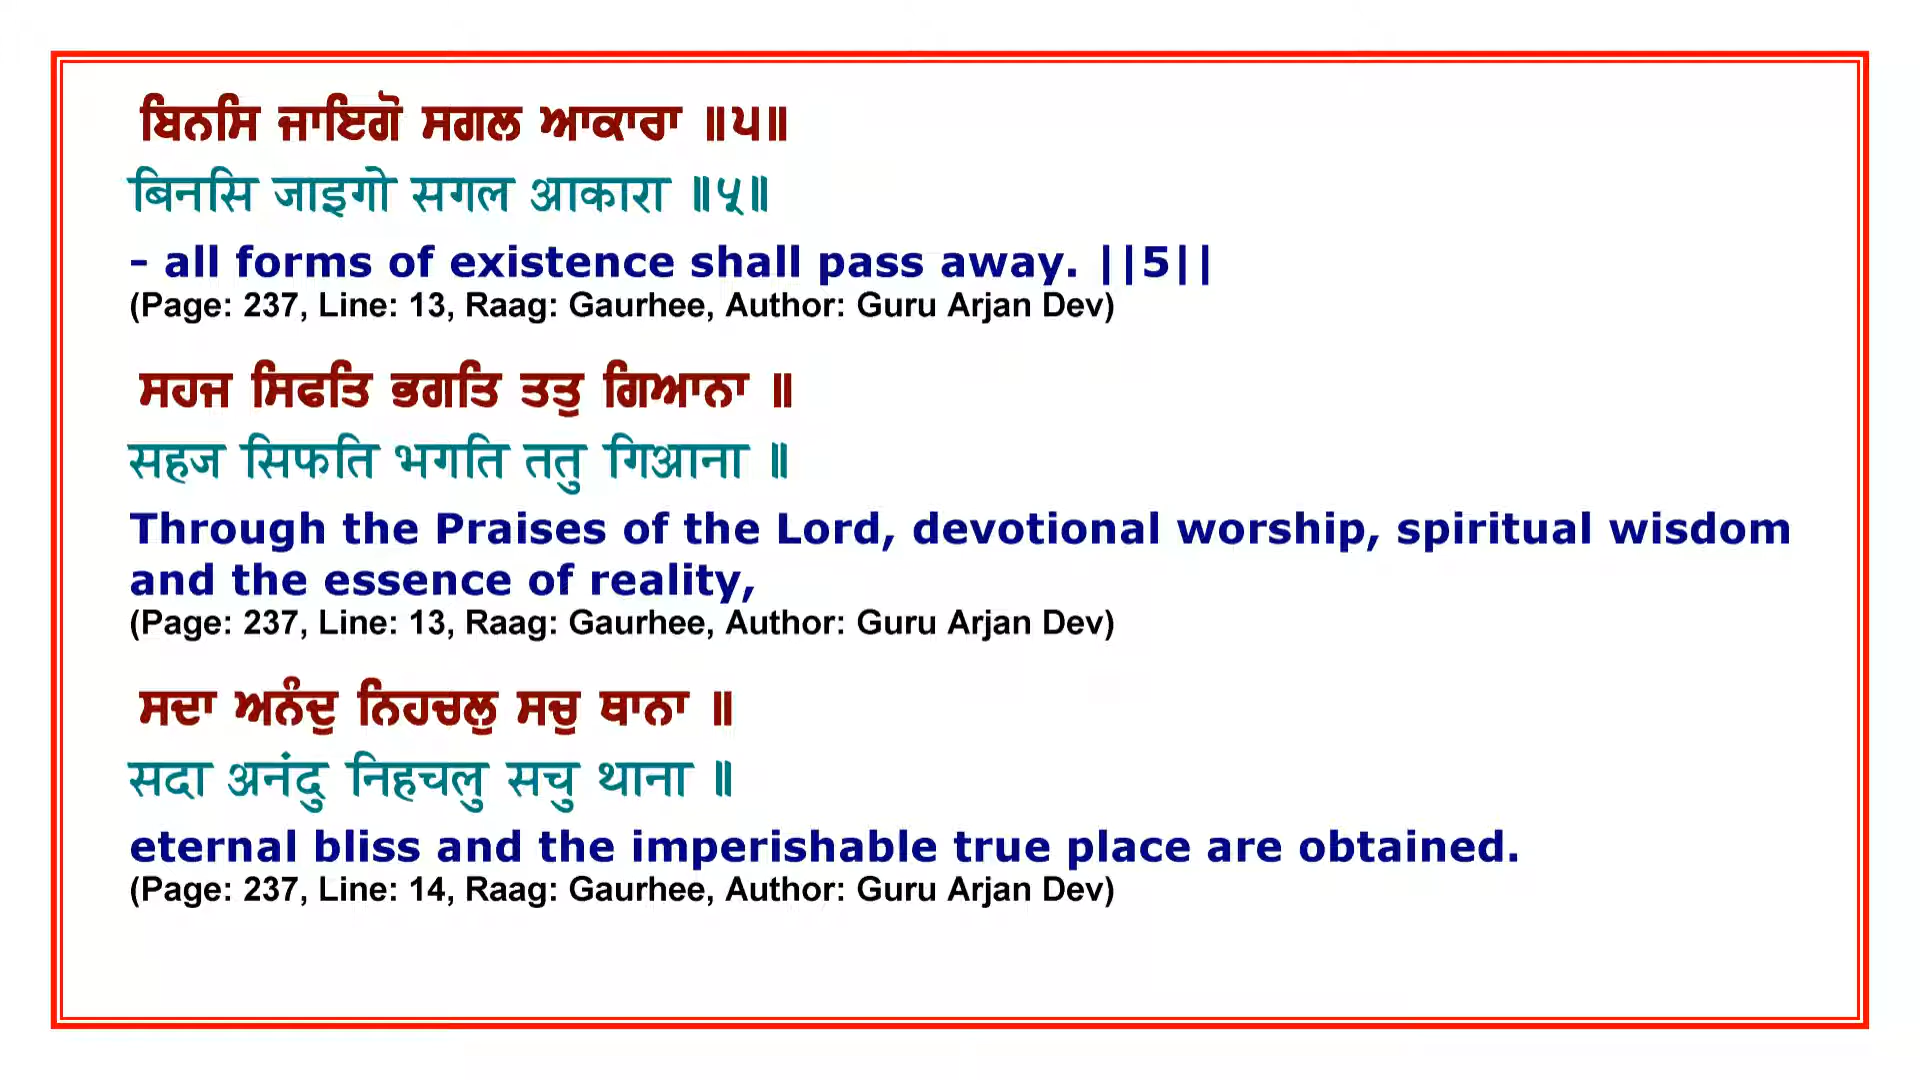 ਬਿਨਸਿ ਜਾਇਗੋ ਸਗਲ ਆਕਾਰਾ ॥੫॥
बिनसि जाइगो सगल आकारा ॥५॥
- all forms of existence shall pass away. ||5||
(Page: 237, Line: 13, Raag: Gaurhee, Author: Guru Arjan Dev)
ਸਹਜ ਸਿਫਤਿ ਭਗਤਿ ਤਤੁ ਗਿਆਨਾ ॥
सहज सिफति भगति ततु गिआना ॥
Through the Praises of the Lord, devotional worship, spiritual wisdom
and the essence of reality,
(Page: 237, Line: 13, Raag: Gaurhee, Author: Guru Arjan Dev)
ਸਦਾ ਅਨੰਦੁ ਨਿਹਚਲੁ ਸਚੁ ਥਾਨਾ ॥
सदा अनंदु निहचलु सचु थाना ॥
eternal bliss and the imperishable true place are obtained.
(Page: 237, Line: 14, Raag: Gaurhee, Author: Guru Arjan Dev)